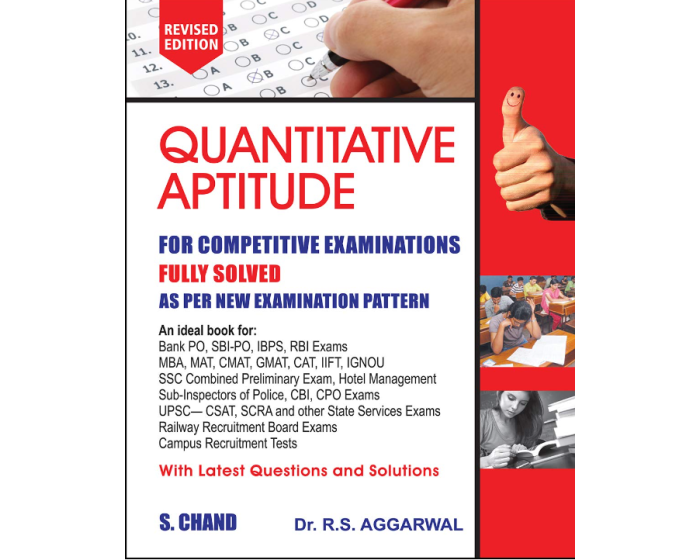 REVISED
EDITION
10.
11.
12.
13.
A
B
C
D
QUANTITATIVE
APTITUDE
FOR COMPETITIVE EXAMINATIONS
FULLY SOLVED
AS PER NEW EXAMINATION PATTERN
An ideal book for:
Bank PO, SBI-PO, IBPS, RBI Exams
MBA, MAT, CMAT, GMAT, CAT, IIFT, IGNOU
SSC Combined Preliminary Exam, Hotel Management
Sub-Inspectors of Police, CBI, CPO Exams
UPSC— CSAT, SCRA and other State Services Exams
Railway Recruitment Board Exams
Campus Recruitment Tests
With Latest Questions and Solutions
S. CHAND Dr. R.S. AGGARWAL